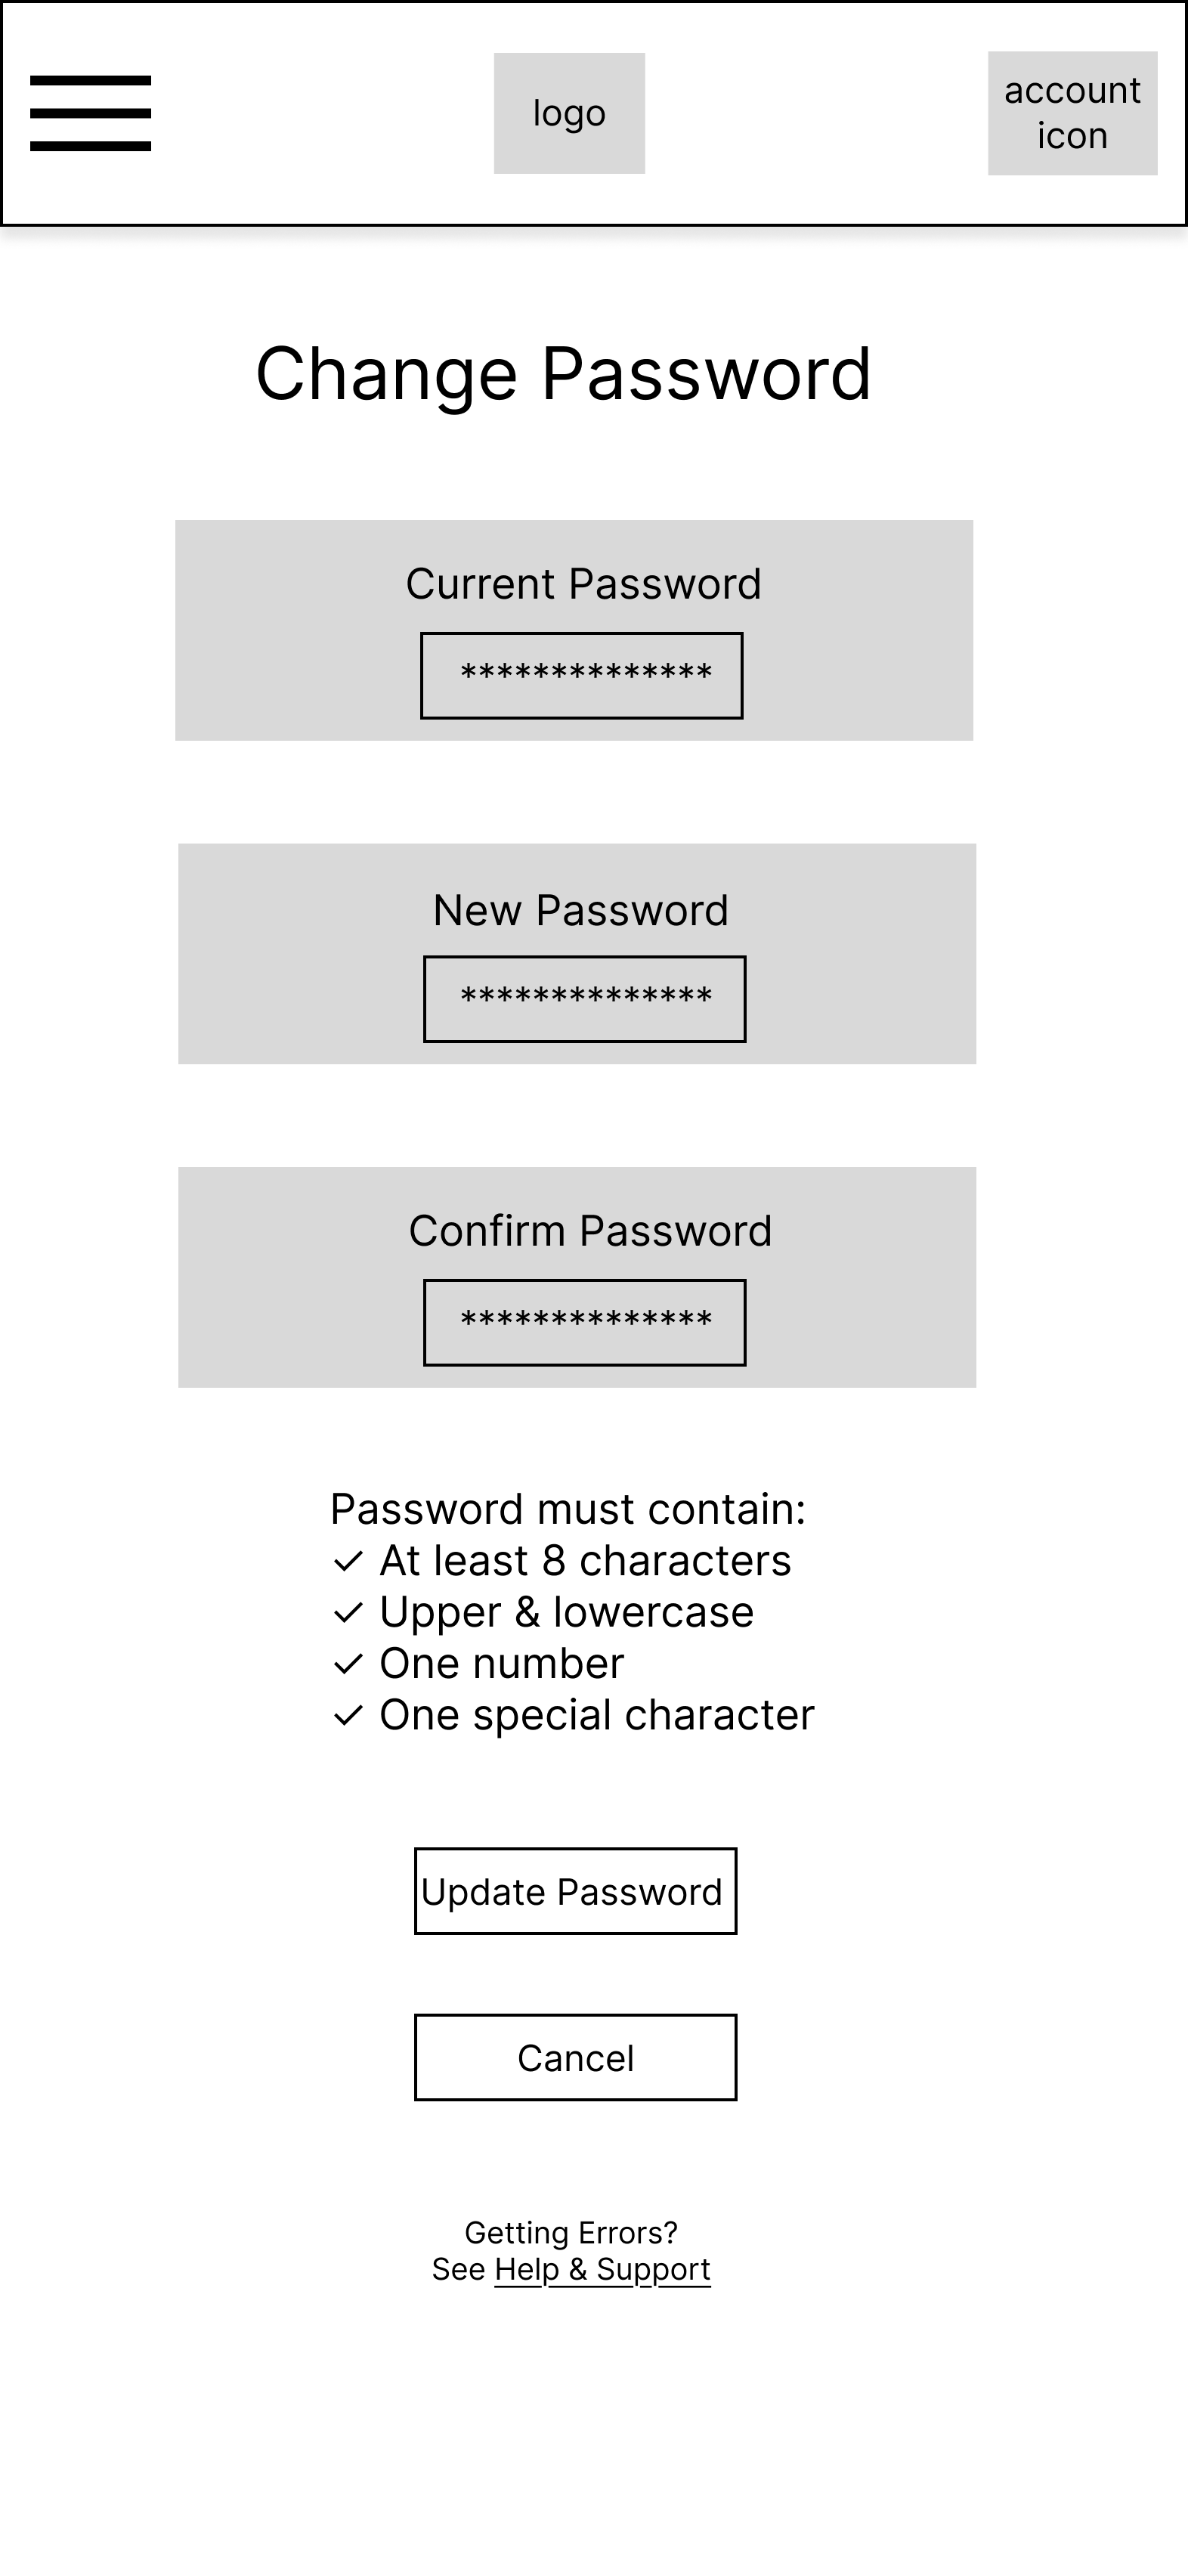 logo
account
icon
Change Password
Current Password
**************
New Password
**************
Confirm Password
**************
Password must contain:
✓ At least 8 characters
✓ Upper & lowercase
✓ One number
✓ One special character
Update Password
Cancel
Getting Errors?
See Help & Support